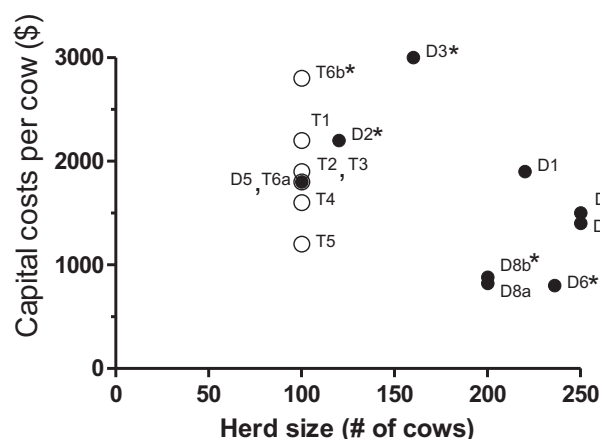 Capital costs per cow ($)
3000
2000
1000
0
T6b*
D3*
T1
D2*
T2, T3
D1
D5, T6a
T4
T5
D
D
D8b*
D8a
D6*
0 50 100 150 200 250
Herd size (# of cows)